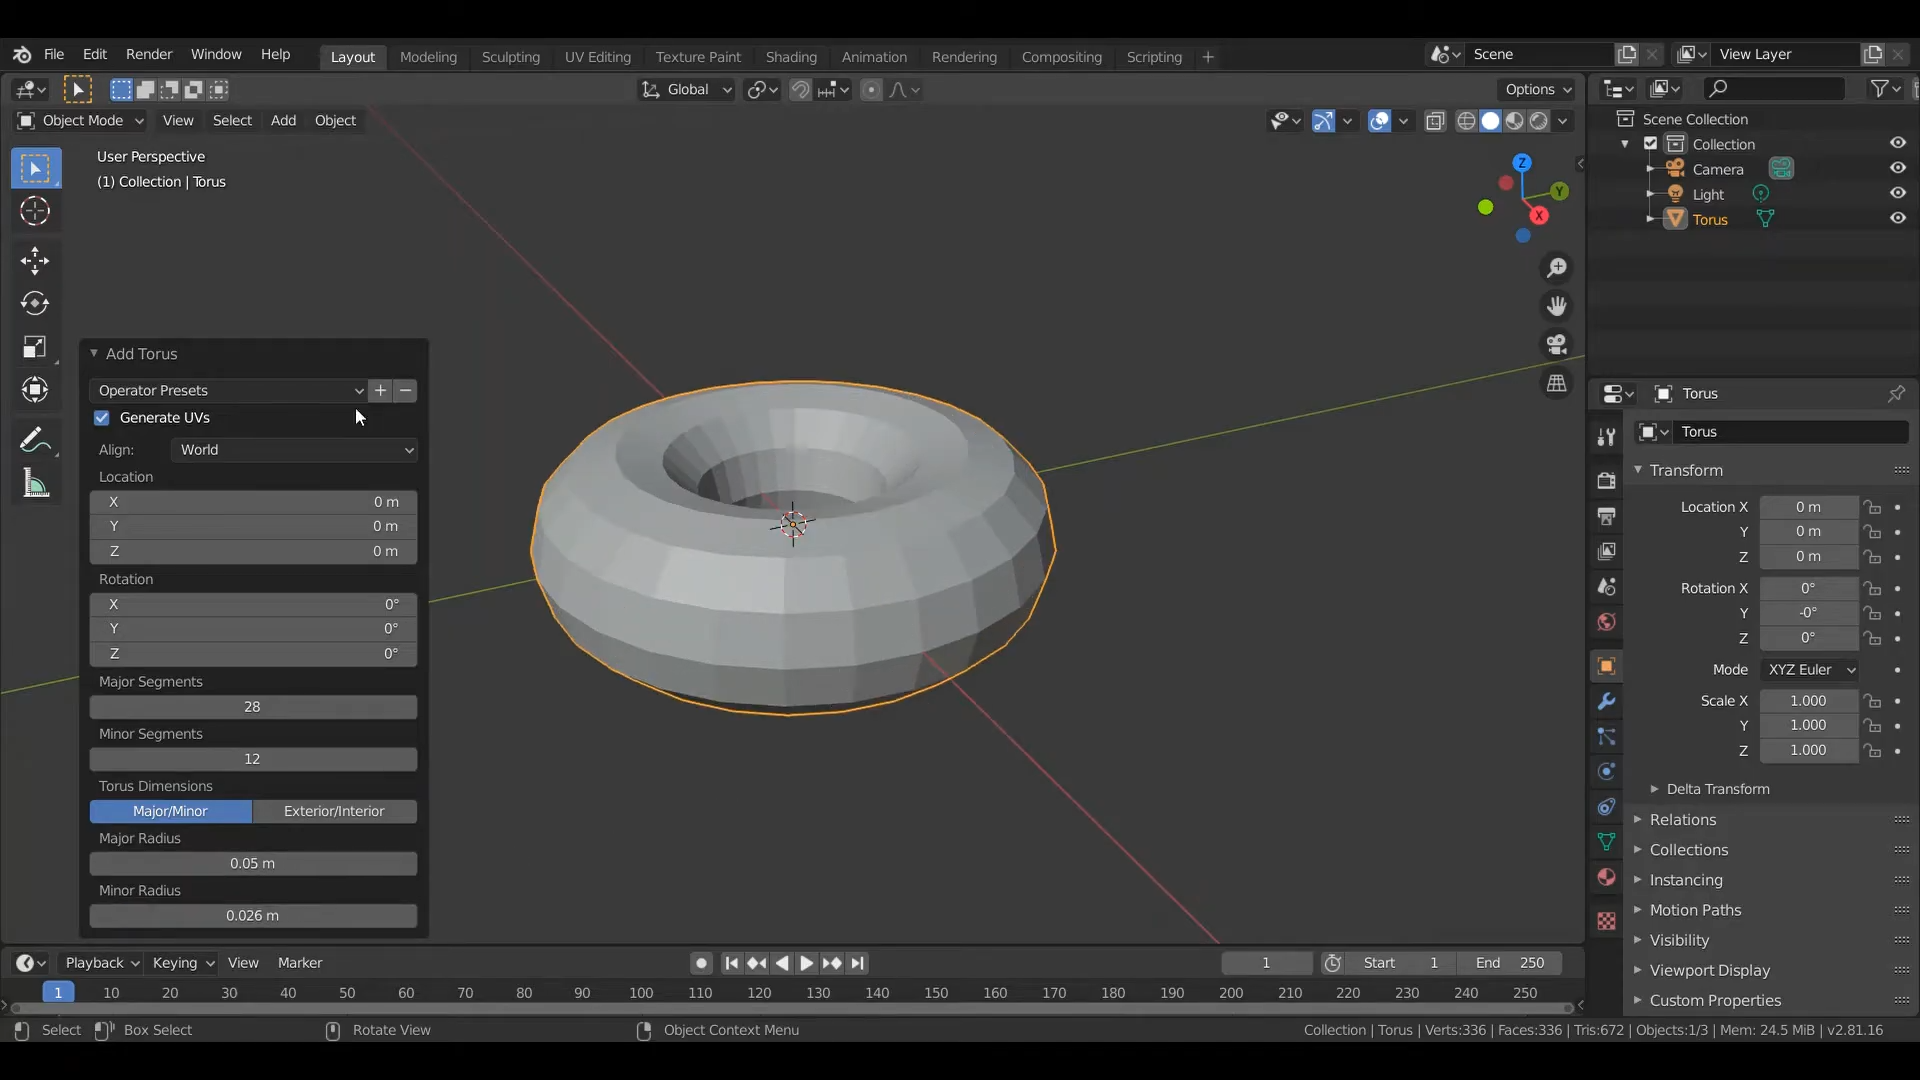 File Edit Render Window Help Layout Modeling Sculpting UV Editing Texture Paint Shading Animation Rendering Compositing Scripting + Scene View Layer
Global Options
Object Mode View Select Add Object
User Perspective
(1) Collection | Torus
Z
Y
X
Scene Collection
Collection
Camera
Light
Torus
Add Torus
Operator Presets
Generate UVs
Align: World
Location
X 0 m
Y 0 m
Z 0 m
Rotation
X 0°
Y 0°
Z 0°
Major Segments
28
Minor Segments
12
Torus Dimensions
Major/Minor Exterior/Interior
Major Radius
0.05 m
Minor Radius
0.026 m
Torus
Torus
Transform
Location X 0 m
Y 0 m
Z 0 m
Rotation X 0°
Y -0°
Z 0°
Mode XYZ Euler
Scale X 1.000
Y 1.000
Z 1.000
Delta Transform
Relations
Collections
Instancing
Motion Paths
Visibility
Viewport Display
Custom Properties
Playback Keying View Marker 1 Start 1 End 250
1 10 20 30 40 50 60 70 80 90 100 110 120 130 140 150 160 170 180 190 200 210 220 230 240 250
Select Box Select Rotate View Object Context Menu Collection | Torus | Verts:336 | Faces:336 | Tris:672 | Objects:1/3 | Mem: 24.5 MiB | v2.81.16